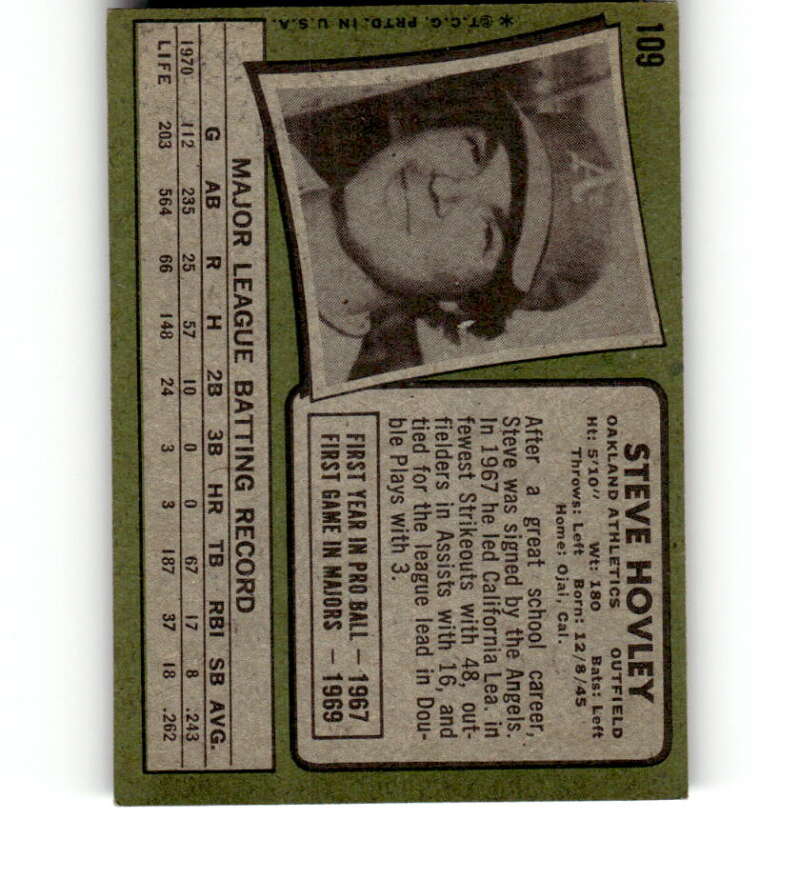 109
STEVE HOVLEY
OAKLAND ATHLETICS OUTFIELD
Ht: 5'10" Wt: 180 Bats: Left
Throws: Left Born: 12/8/45
Home: Ojai, Cal.
After a great school career,
Steve was signed by the Angels.
In 1967 he led California Lea. in
fewest Strikeouts with 48, out-
fielders in Assists with 16, and
tied for the league lead in Dou-
ble Plays with 3.
FIRST YEAR IN PRO BALL — 1967
FIRST GAME IN MAJORS — 1969
A
MAJOR LEAGUE BATTING RECORD
G AB R H 2B 3B HR TB RBI SB AVG.
1970 112 235 25 57 10 0 0 67 17 8 .243
LIFE 203 564 66 148 24 3 3 187 37 18 .262
* © T.C.G. PRTD. IN U.S.A.